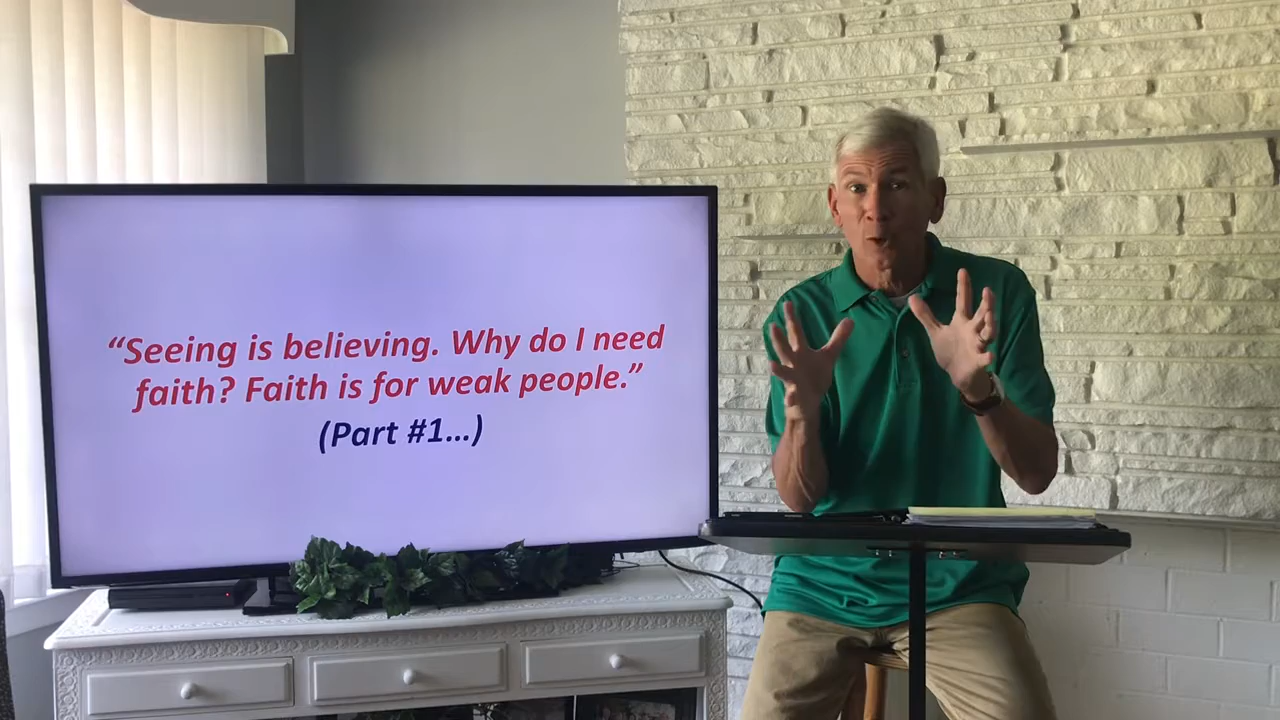 “Seeing is believing. Why do I need
faith? Faith is for weak people.”
(Part #1...)